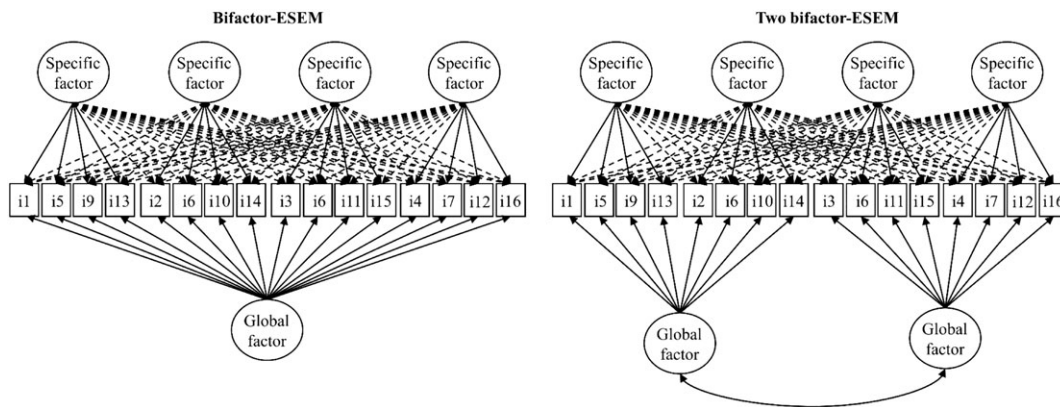 Bifactor-ESEM
Specific
factor
Specific
factor
Specific
factor
Specific
factor
i1 i5 i9 i13 i2 i6 i10 i14 i3 i6 i11 i15 i4 i7 i12 i16
Global
factor
Two bifactor-ESEM
Specific
factor
Specific
factor
Specific
factor
Specific
factor
i1 i5 i9 i13 i2 i6 i10 i14 i3 i6 i11 i15 i4 i7 i12 i16
Global
factor
Global
factor